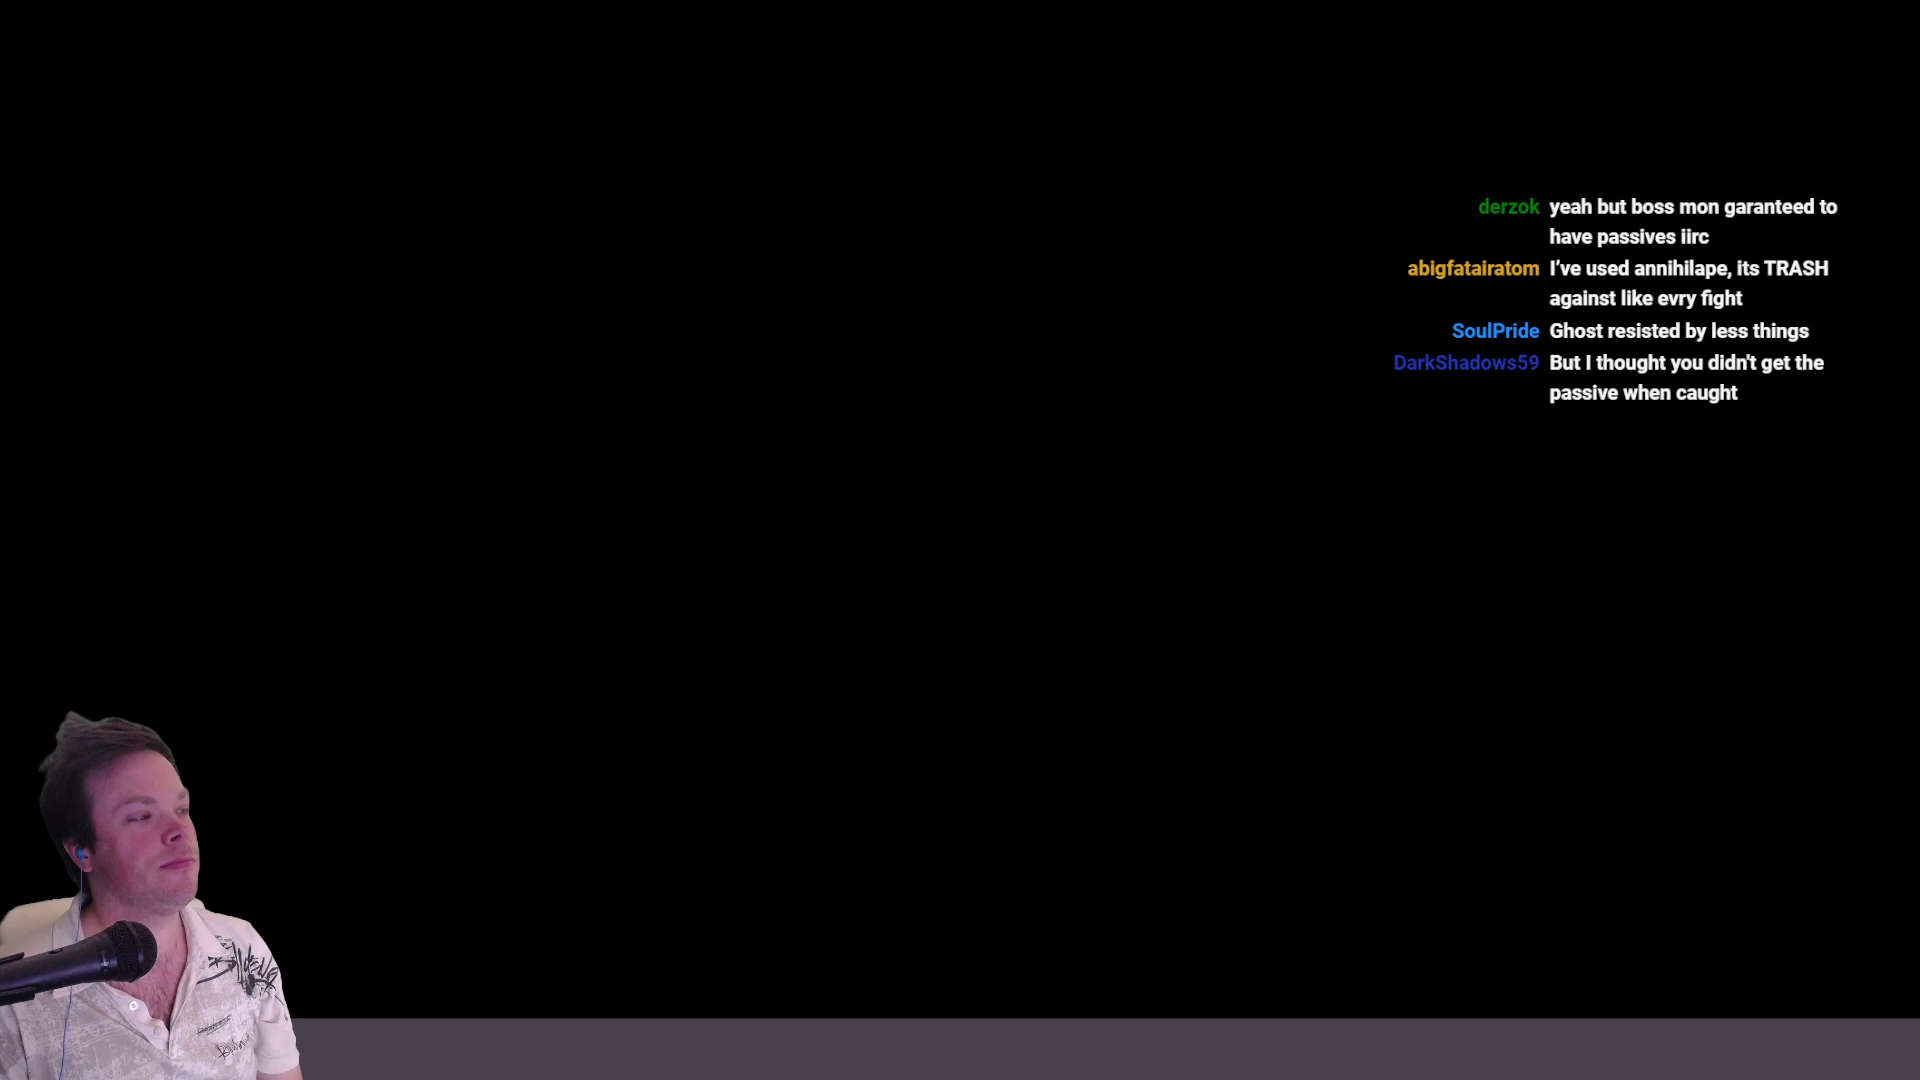 derzok yeah but boss mon garanteed to
have passives iirc
abigfatairatom I've used annihilape, its TRASH
against like evry fight
SoulPride Ghost resisted by less things
DarkShadows59 But I thought you didn't get the
passive when caught